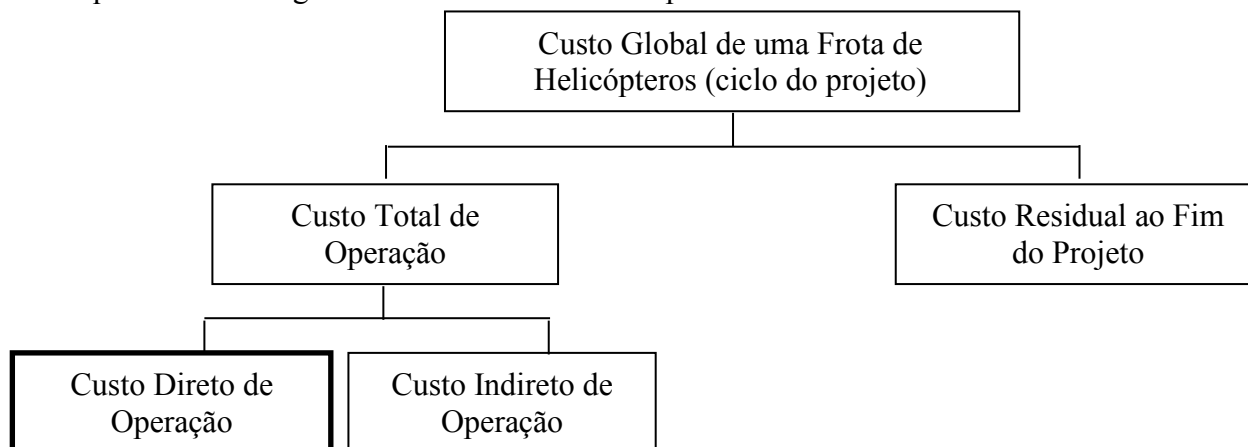 Custo Global de uma Frota de
Helicópteros (ciclo do projeto)
Custo Total de
Operação
Custo Residual ao Fim
do Projeto
Custo Direto de
Operação
Custo Indireto de
Operação